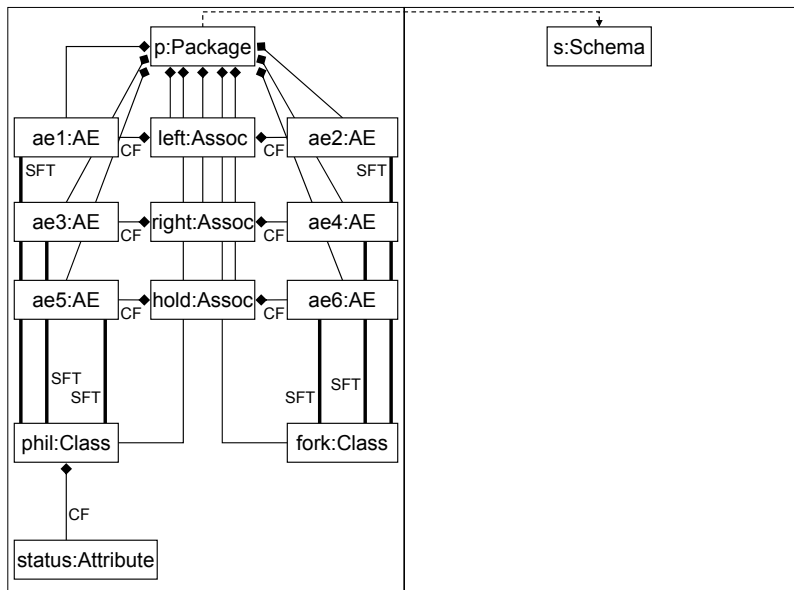 p:Package
s:Schema
ae1:AE
left:Assoc
ae2:AE
CF
CF
SFT
SFT
ae3:AE
right:Assoc
ae4:AE
CF
CF
ae5:AE
hold:Assoc
ae6:AE
CF
CF
SFT
SFT
SFT
SFT
phil:Class
fork:Class
CF
status:Attribute